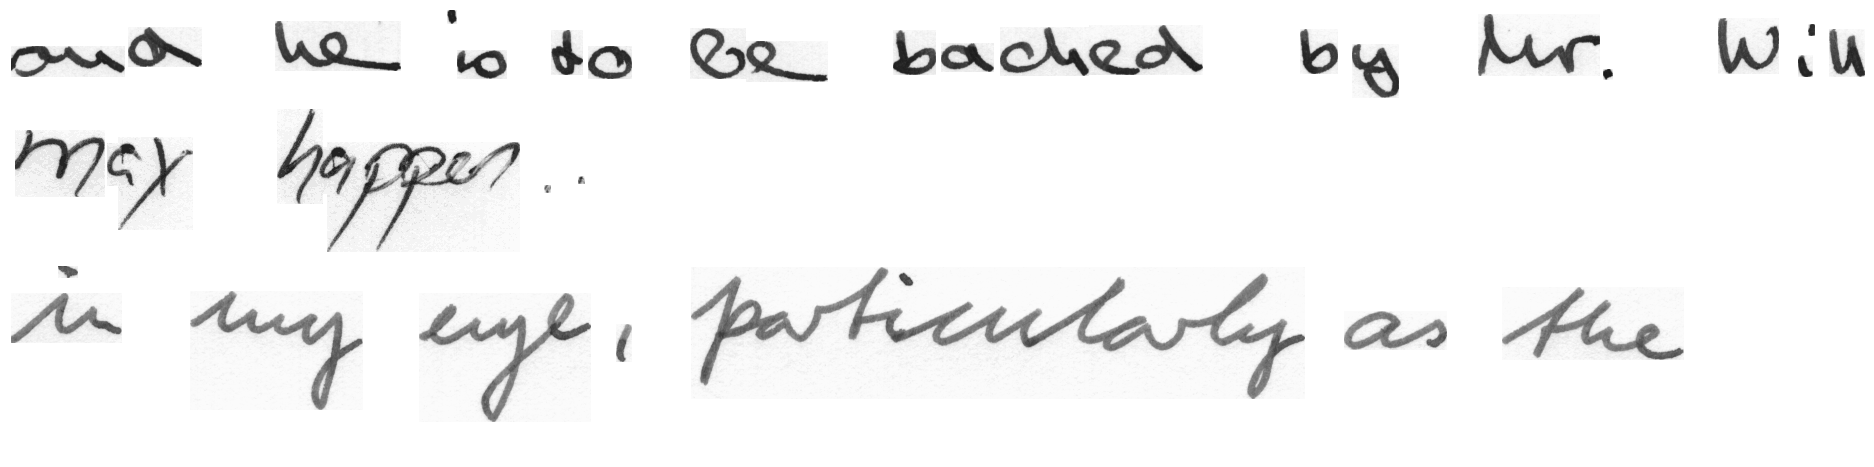 and he is to be backed by Mr. Will
may happen..
in my eye, particularly as the